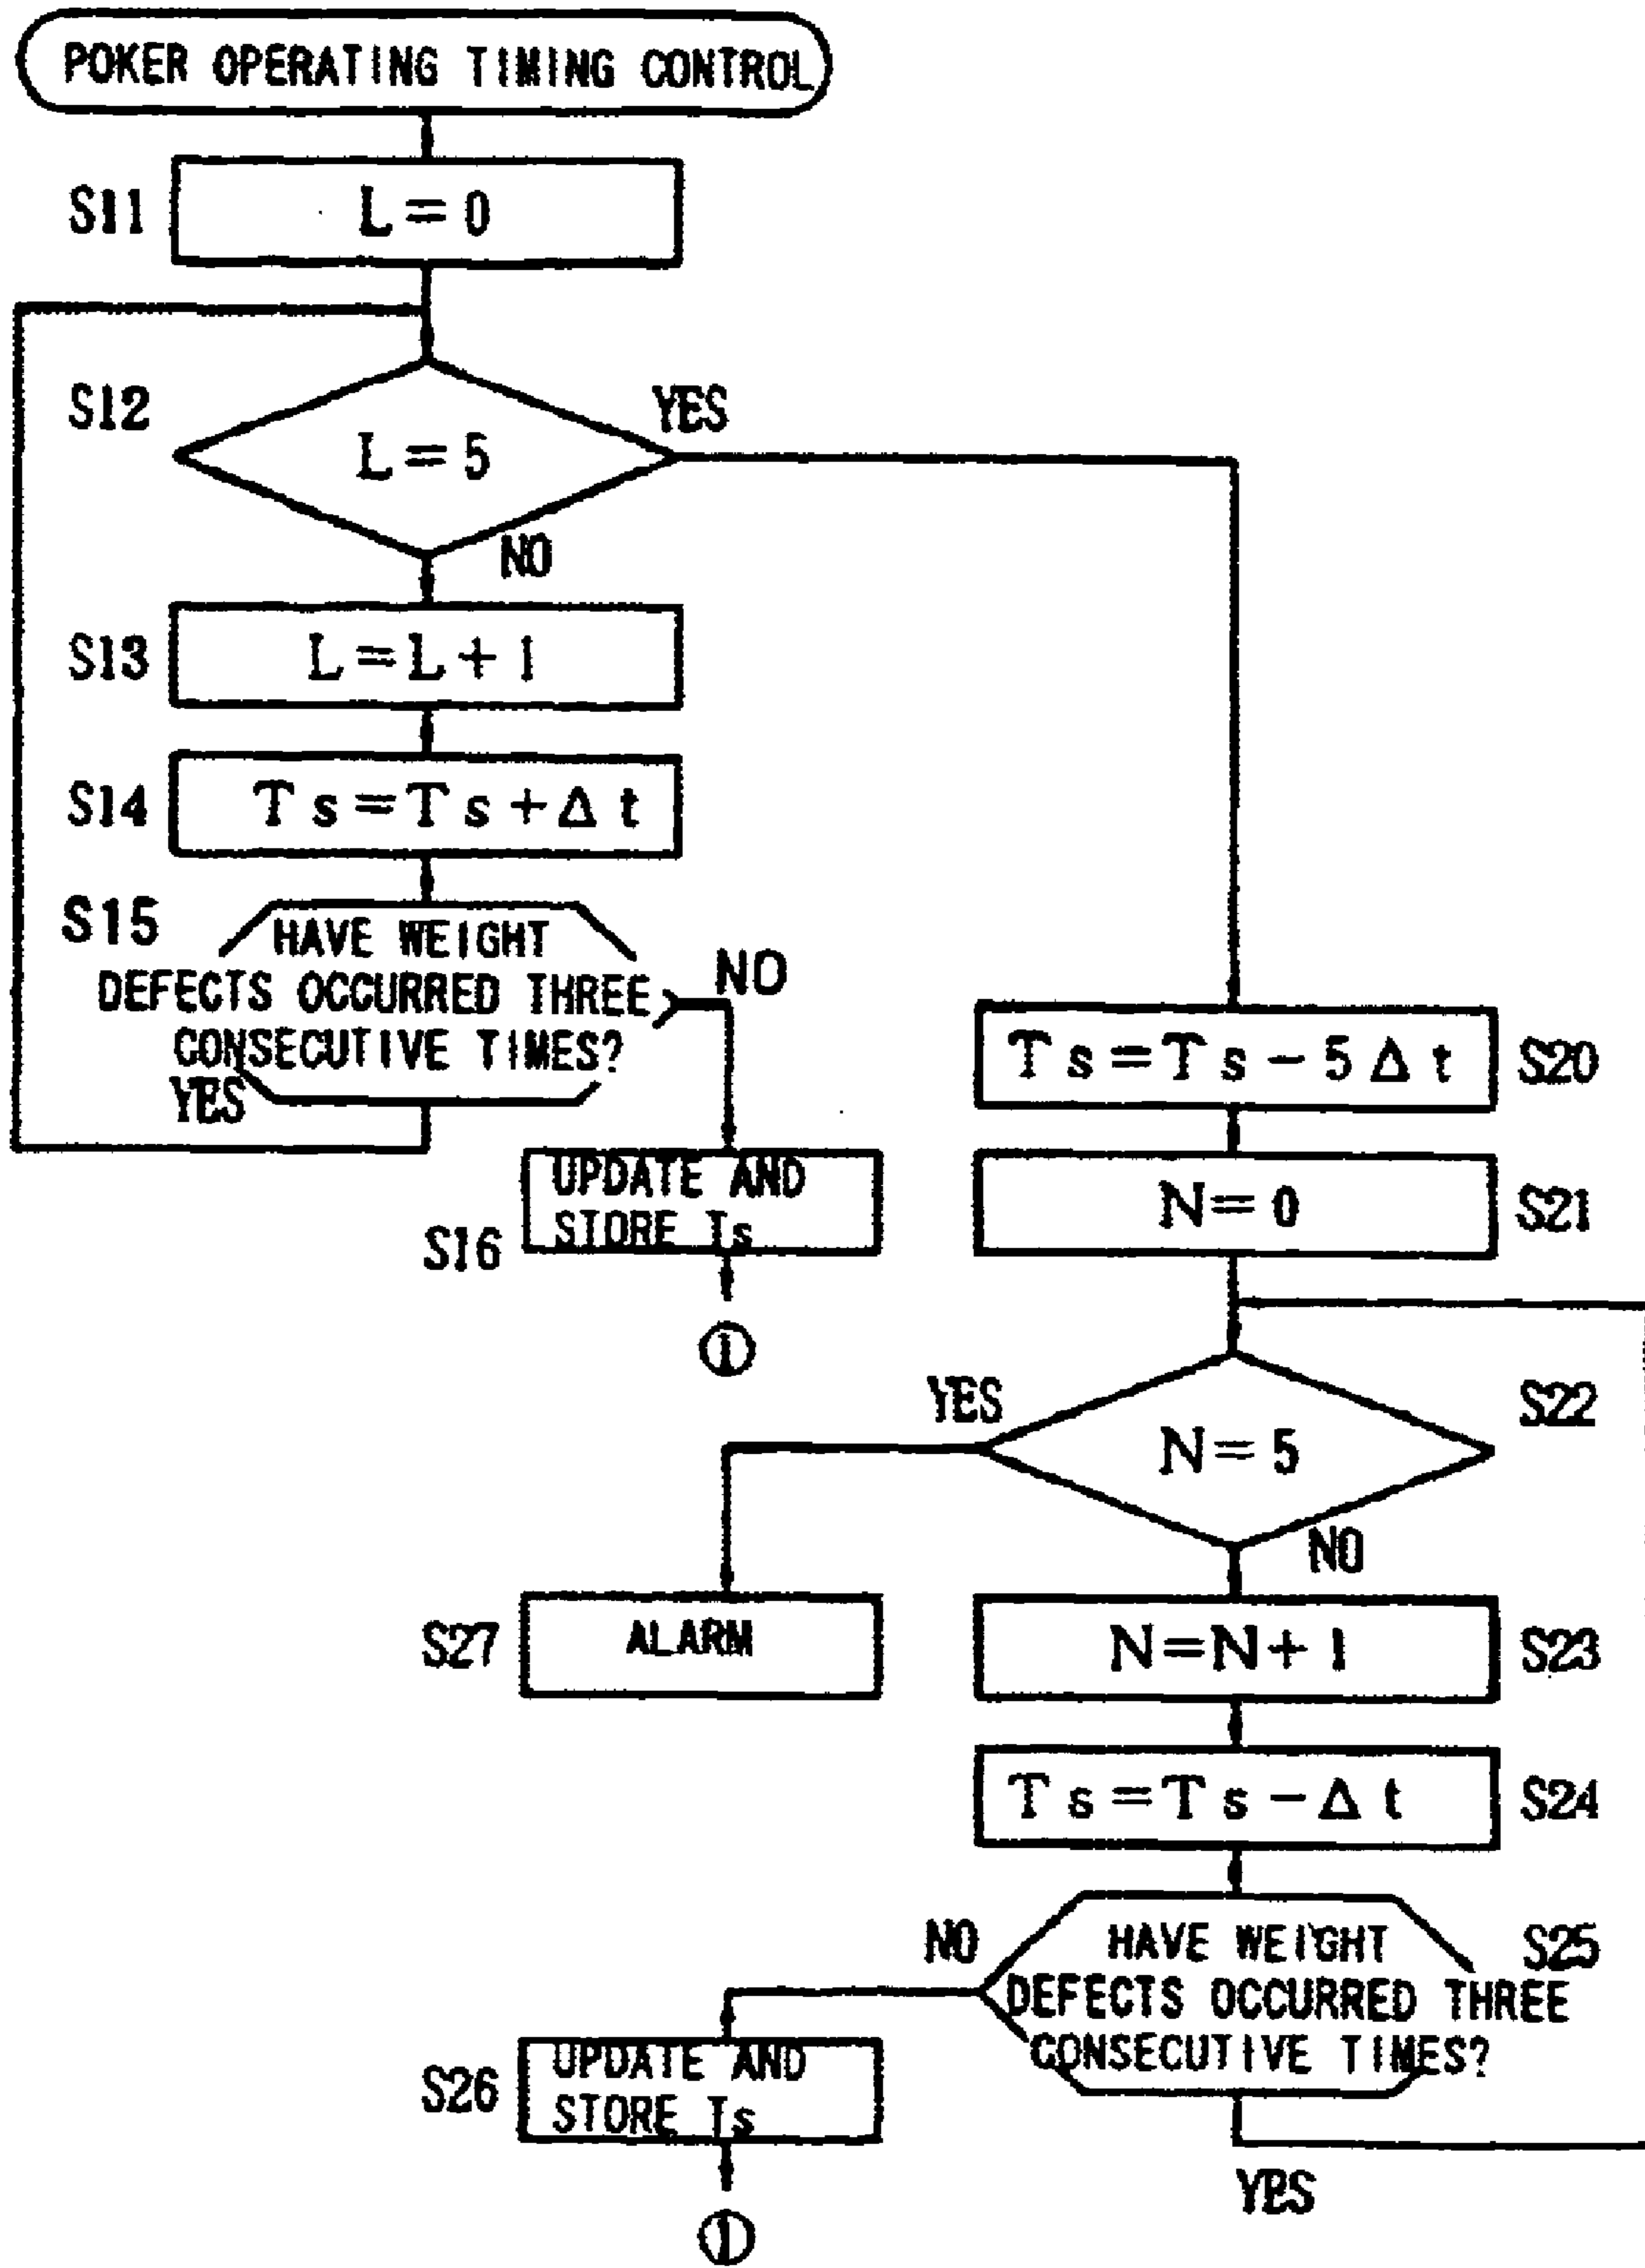 POKER OPERATING TIMING CONTROL
S11
L = 0
S12
L = 5
YES
NO
S13
L = L + 1
S14
Ts = Ts + Δt
S15
HAVE WEIGHT
DEFECTS OCCURRED THREE
CONSECUTIVE TIMES?
NO
YES
UPDATE AND
STORE Ts
S16
①
Ts = Ts - 5Δt
S20
N = 0
S21
S22
YES
N = 5
NO
S27
ALARM
N = N + 1
S23
Ts = Ts - Δt
S24
NO
HAVE WEIGHT
S25
DEFECTS OCCURRED THREE
CONSECUTIVE TIMES?
S26
UPDATE AND
STORE Ts
YES
①